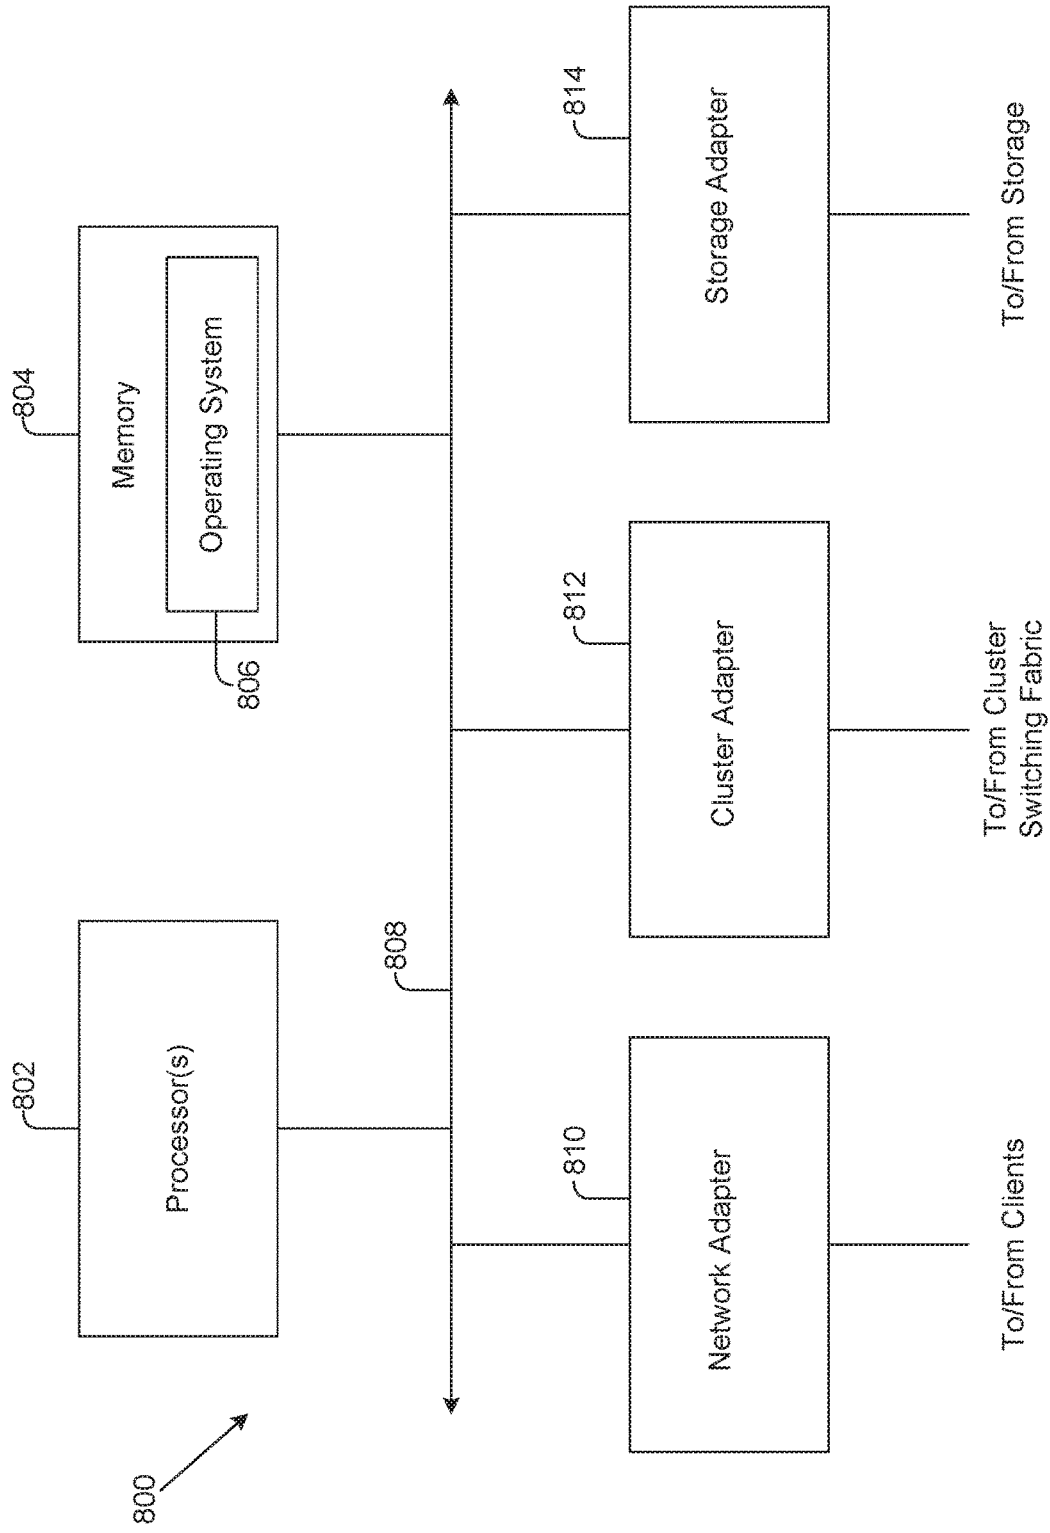 800
802
Processor(s)
804
Memory
Operating System
806
808
810
Network Adapter
To/From Clients
812
Cluster Adapter
To/From Cluster
Switching Fabric
814
Storage Adapter
To/From Storage